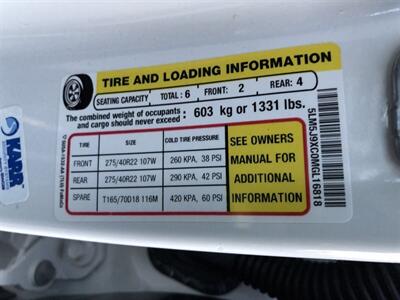 TIRE AND LOADING INFORMATION
SEATING CAPACITY TOTAL: 6 FRONT: 2 REAR: 4
The combined weight of occupants and cargo should never exceed : 603 kg or 1331 lbs.
TIRE SIZE COLD TIRE PRESSURE
FRONT 275/40R22 107W 260 KPA, 38 PSI
REAR 275/40R22 107W 290 KPA, 42 PSI
SPARE T165/70D18 116M 420 KPA, 60 PSI
SEE OWNERS
MANUAL FOR
ADDITIONAL
INFORMATION
5LM5J9XC0MGL16818
KARR